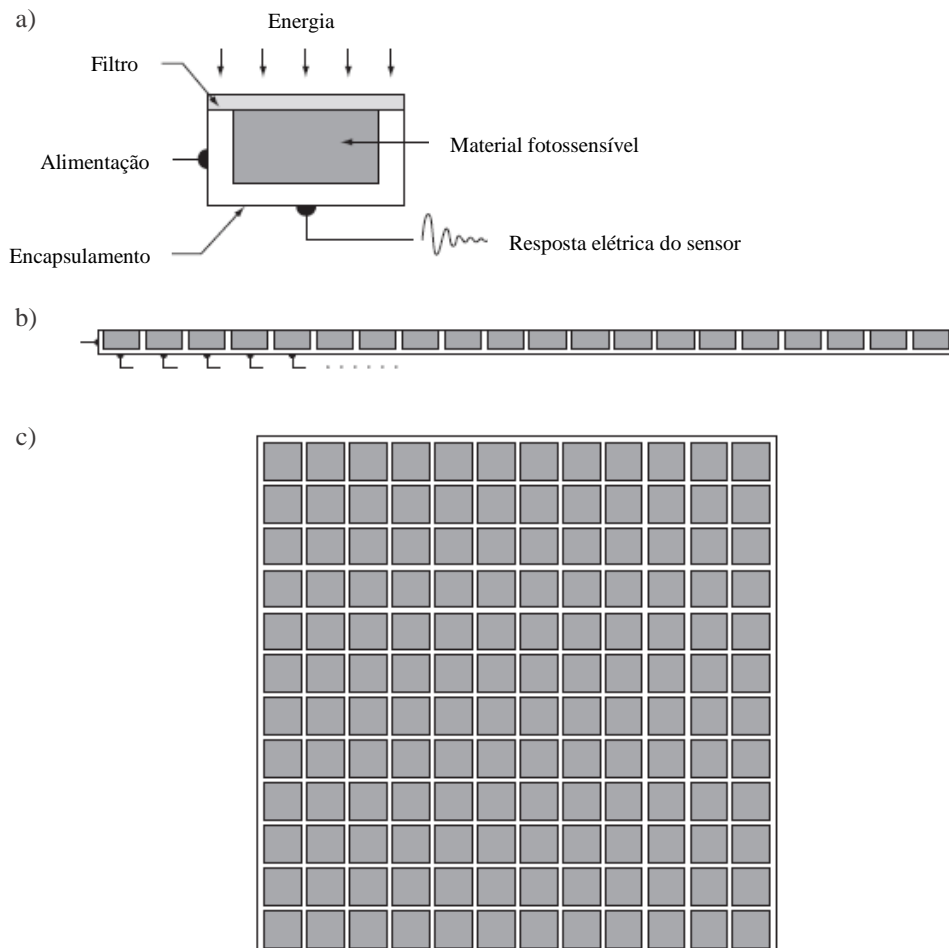 a)
Energia
Filtro
Alimentação
Material fotossensível
Encapsulamento
Resposta elétrica do sensor
b)
c)